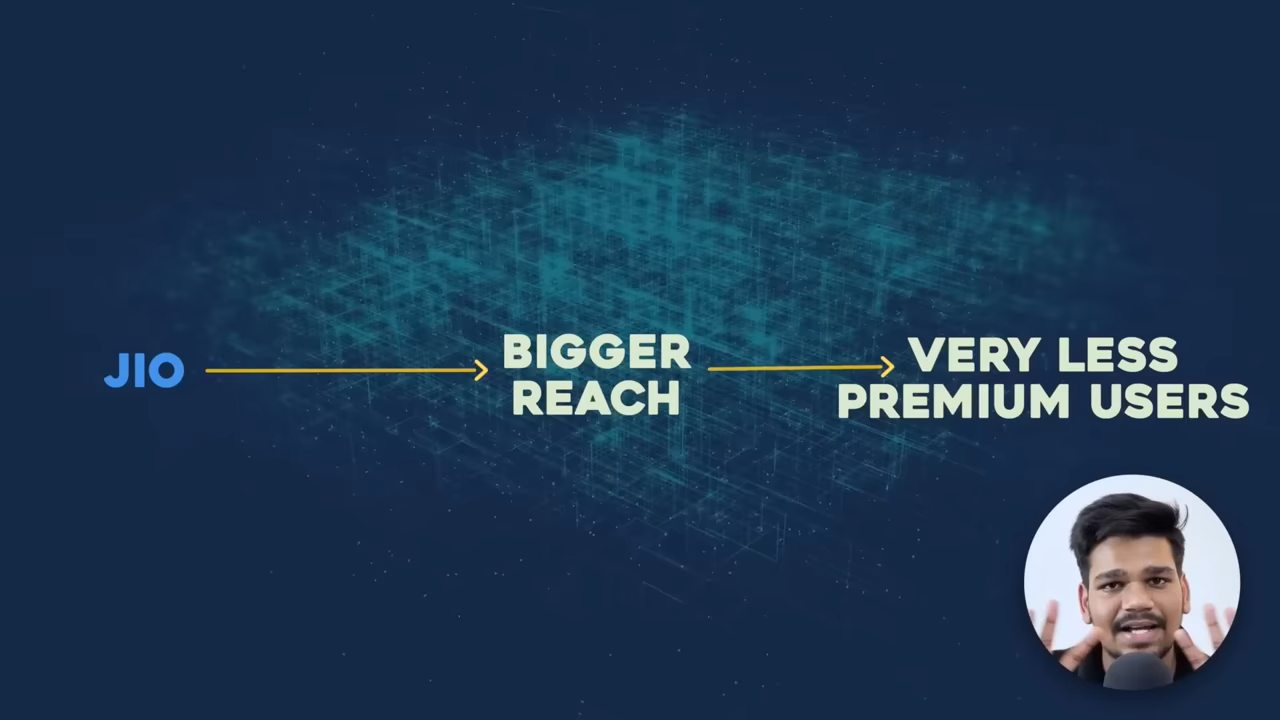 JIO
BIGGER
REACH
VERY LESS
PREMIUM USERS